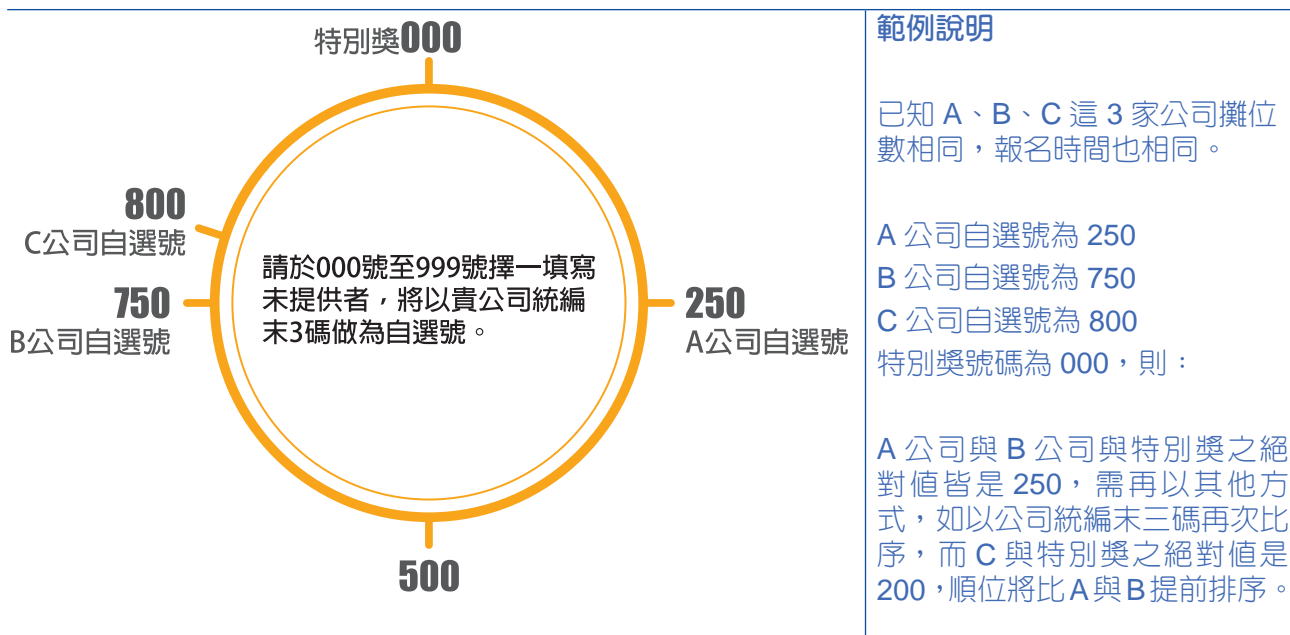 特別獎000
800
C公司自選號
750
B公司自選號
請於000號至999號擇一填寫
未提供者，將以貴公司統編
末3碼做為自選號。
250
A公司自選號
500
範例說明
已知 A、B、C 這 3 家公司攤位
數相同，報名時間也相同。
A 公司自選號為 250
B 公司自選號為 750
C 公司自選號為 800
特別獎號碼為 000，則：
A 公司與 B 公司與特別獎之絕
對值皆是 250，需再以其他方
式，如以公司統編末三碼再次比
序，而 C 與特別獎之絕對值是
200，順位將比 A 與 B 提前排序。